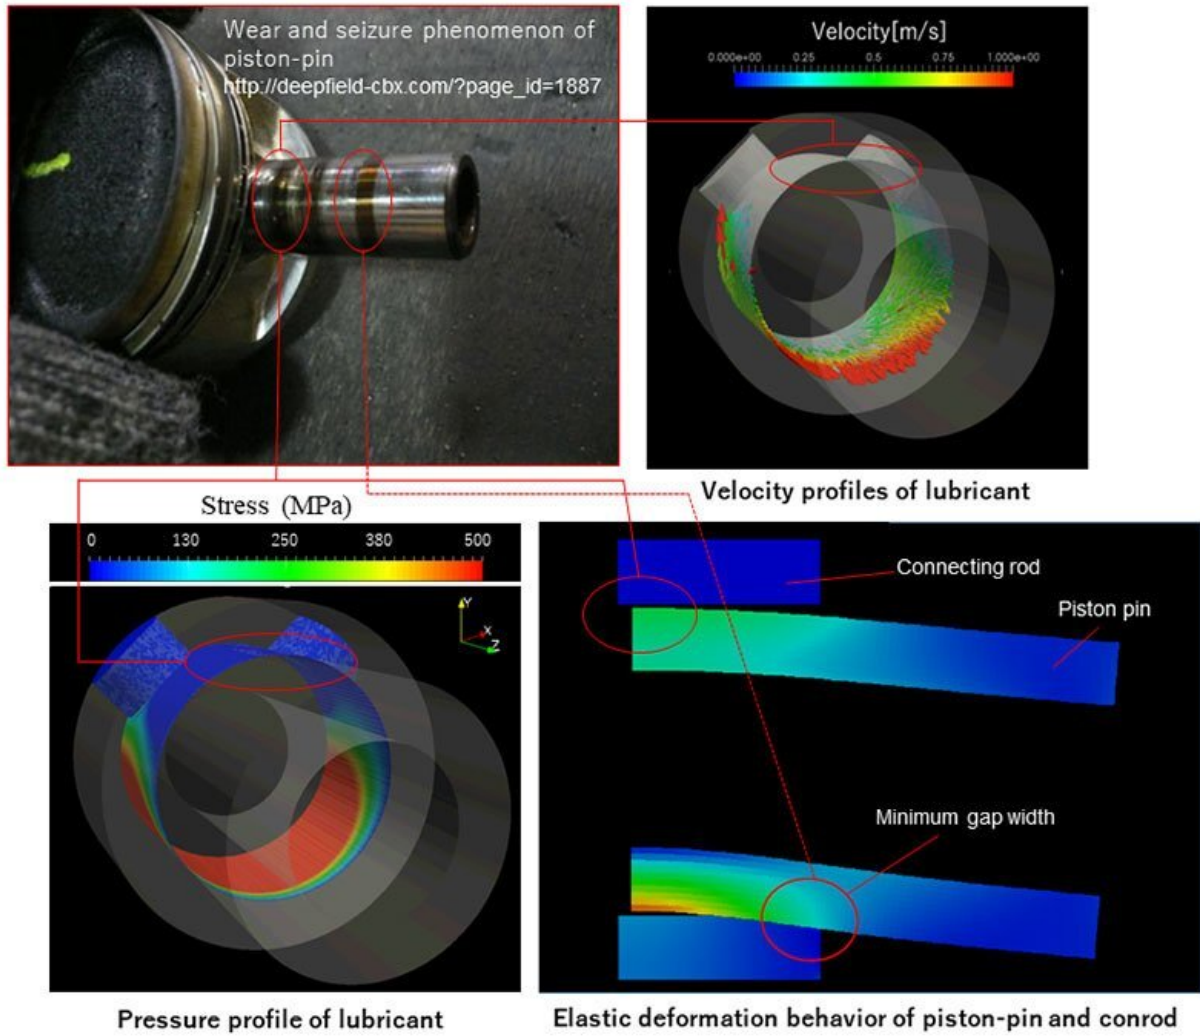 Wear and seizure phenomenon of
piston-pin
http://deepfield-cbx.com/?page_id=1887
Velocity[m/s]
0.000e+00 0.25 0.5 0.75 1.000e+00
Velocity profiles of lubricant
Stress (MPa)
0 130 250 380 500
Y
X
Z
Pressure profile of lubricant
Connecting rod
Piston pin
Minimum gap width
Elastic deformation behavior of piston-pin and conrod